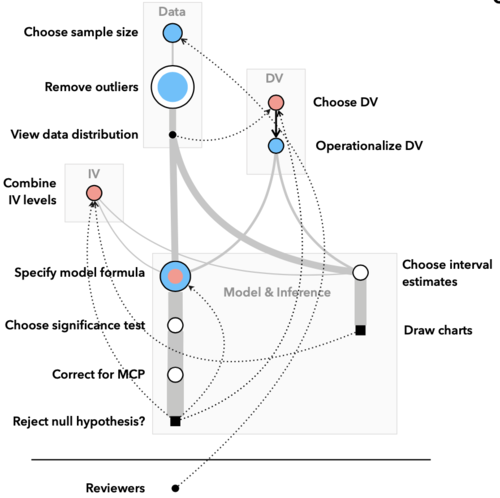 Data
Choose sample size
Remove outliers
DV
Choose DV
View data distribution
Operationalize DV
IV
Combine
IV levels
Specify model formula
Choose interval
estimates
Model & Inference
Choose significance test
Draw charts
Correct for MCP
Reject null hypothesis?
Reviewers